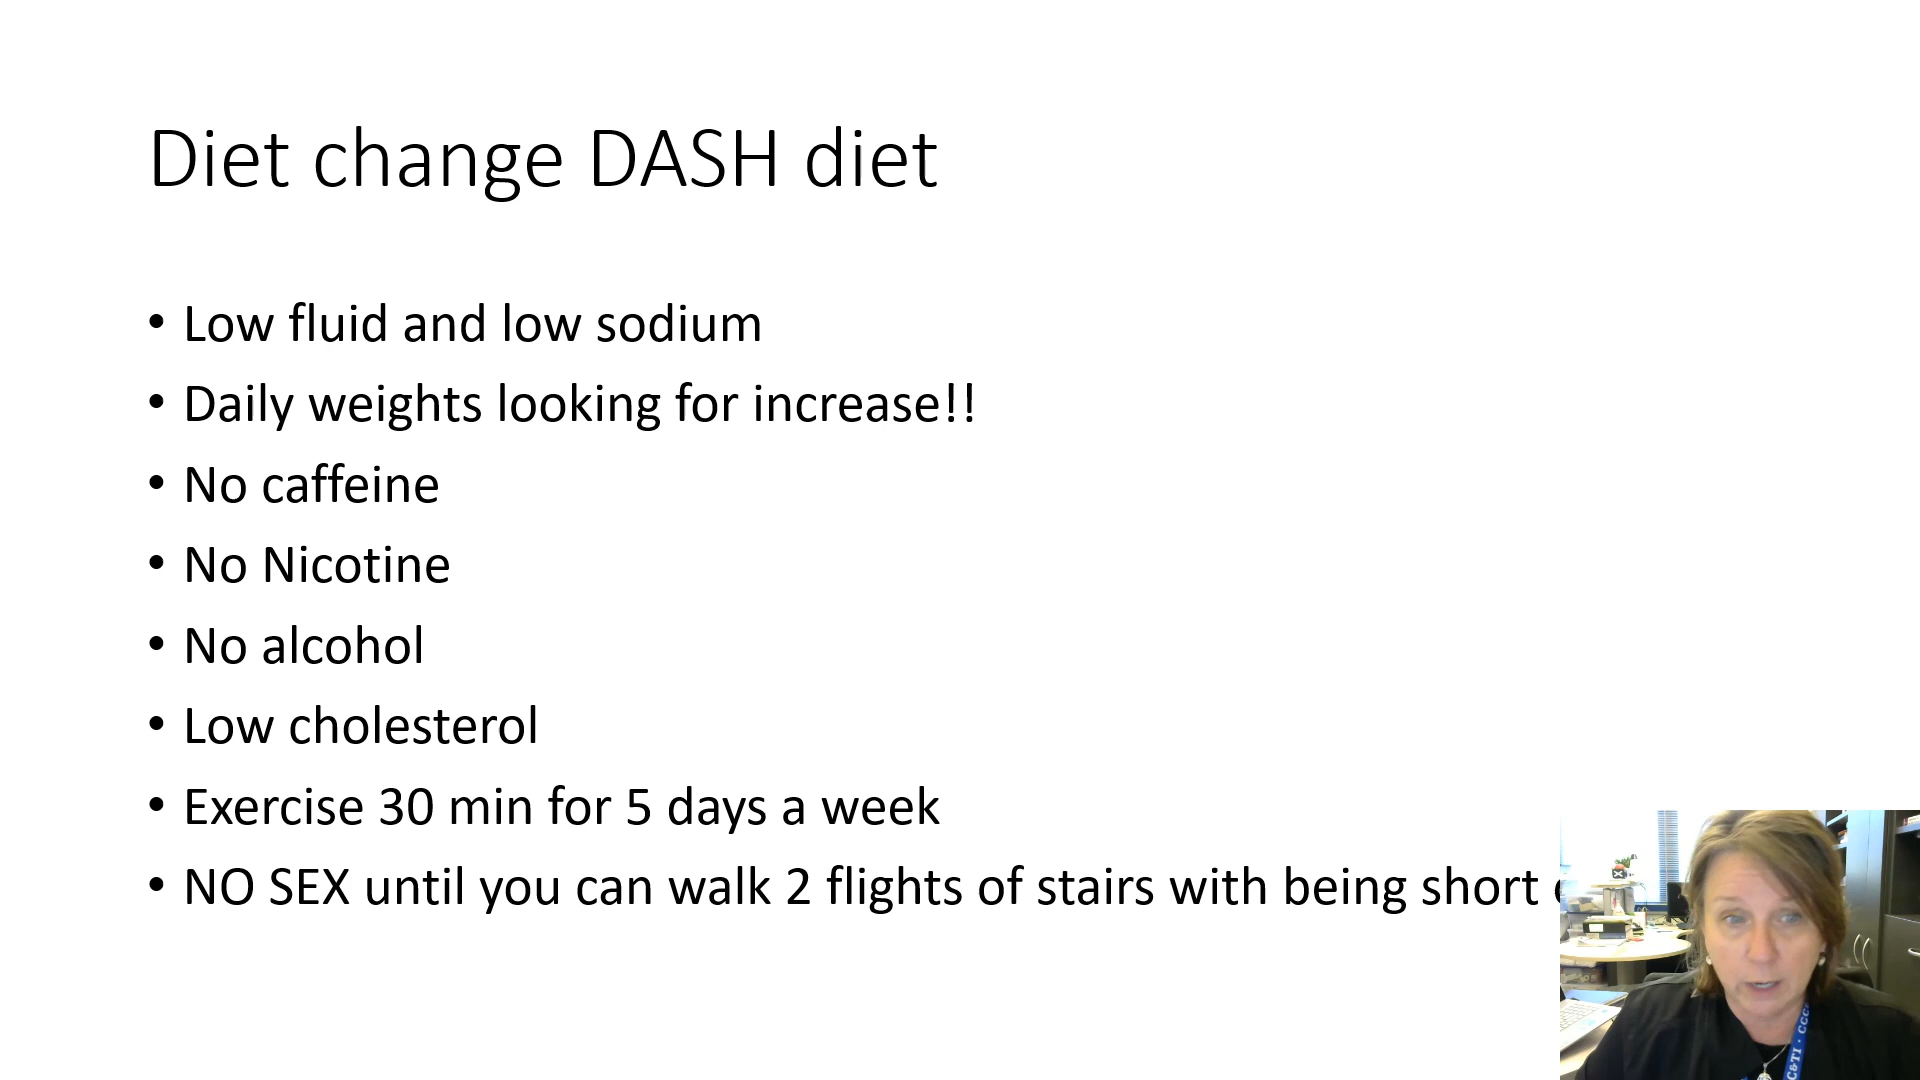 Diet change DASH diet
• Low fluid and low sodium
• Daily weights looking for increase!!
• No caffeine
• No Nicotine
• No alcohol
• Low cholesterol
• Exercise 30 min for 5 days a week
• NO SEX until you can walk 2 flights of stairs with being short
C&TI · CCC